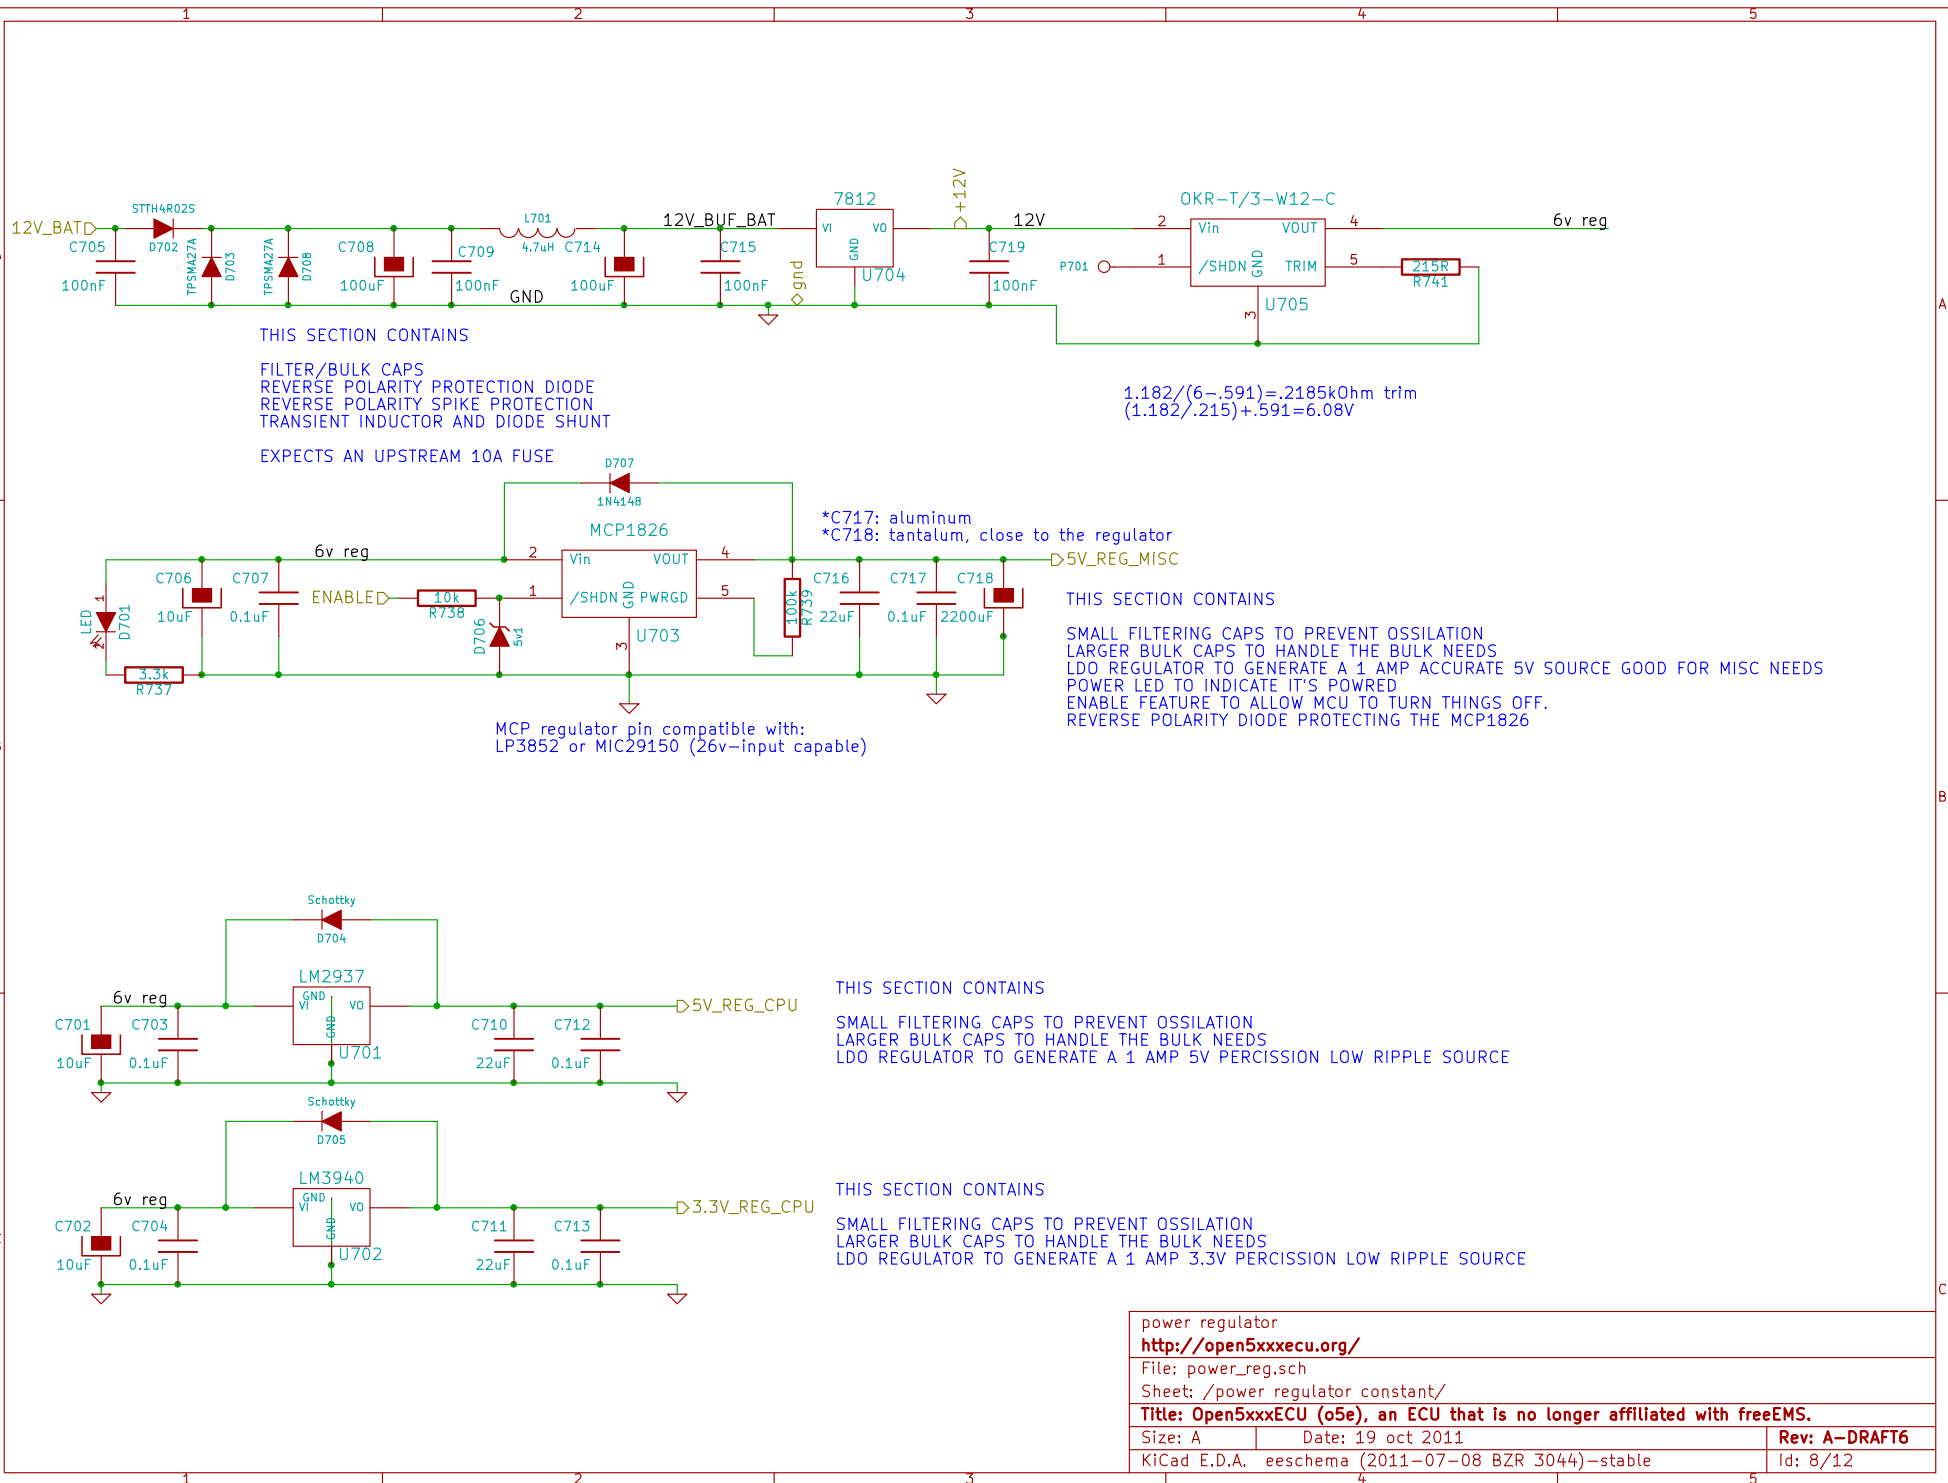 1 2 3 4 5
12V_BAT
STTH4R02S
D702
C705
100nF
TPSMA27A
D703
TPSMA27A
D708
C708
100uF
C709
100nF
L701
4.7uH
GND
C714
100uF
12V_BUF_BAT
C715
100nF
gnd
7812
VI
VO
GND
U704
+12V
12V
C719
100nF
P701
OKR-T/3-W12-C
2
Vin
VOUT
4
1
/SHDN
GND
TRIM
5
3
U705
215R
R741
6v reg
A
THIS SECTION CONTAINS
FILTER/BULK CAPS
REVERSE POLARITY PROTECTION DIODE
REVERSE POLARITY SPIKE PROTECTION
TRANSIENT INDUCTOR AND DIODE SHUNT
EXPECTS AN UPSTREAM 10A FUSE
1.182/(6-.591)=.2185kOhm trim
(1.182/.215)+.591=6.08V
D707
1N4148
MCP1826
*C717: aluminum
*C718: tantalum, close to the regulator
6v reg
2
Vin
VOUT
4
1
/SHDN
GND
PWRGD
5
3
U703
LED
1
2
D701
3.3k
R737
C706
10uF
C707
0.1uF
ENABLE
10k
R738
D706
5v1
100k
R739
C716
22uF
C717
0.1uF
C718
2200uF
5V_REG_MISC
THIS SECTION CONTAINS
SMALL FILTERING CAPS TO PREVENT OSSILATION
LARGER BULK CAPS TO HANDLE THE BULK NEEDS
LDO REGULATOR TO GENERATE A 1 AMP ACCURATE 5V SOURCE GOOD FOR MISC NEEDS
POWER LED TO INDICATE IT'S POWRED
ENABLE FEATURE TO ALLOW MCU TO TURN THINGS OFF.
REVERSE POLARITY DIODE PROTECTING THE MCP1826
MCP regulator pin compatible with:
LP3852 or MIC29150 (26v-input capable)
B
Schottky
D704
LM2937
6v reg
GND
VI
VO
GND
U701
C701
10uF
C703
0.1uF
C710
22uF
C712
0.1uF
5V_REG_CPU
THIS SECTION CONTAINS
SMALL FILTERING CAPS TO PREVENT OSSILATION
LARGER BULK CAPS TO HANDLE THE BULK NEEDS
LDO REGULATOR TO GENERATE A 1 AMP 5V PERCISSION LOW RIPPLE SOURCE
Schottky
D705
LM3940
6v reg
GND
VI
VO
GND
U702
C702
10uF
C704
0.1uF
C711
22uF
C713
0.1uF
3.3V_REG_CPU
THIS SECTION CONTAINS
SMALL FILTERING CAPS TO PREVENT OSSILATION
LARGER BULK CAPS TO HANDLE THE BULK NEEDS
LDO REGULATOR TO GENERATE A 1 AMP 3.3V PERCISSION LOW RIPPLE SOURCE
C
power regulator
http://open5xxxecu.org/
File: power_reg.sch
Sheet: /power regulator constant/
Title: Open5xxxECU (o5e), an ECU that is no longer affiliated with freeEMS.
Size: A Date: 19 oct 2011 Rev: A-DRAFT6
KiCad E.D.A. eeschema (2011-07-08 BZR 3044)-stable Id: 8/12
1 2 3 4 5